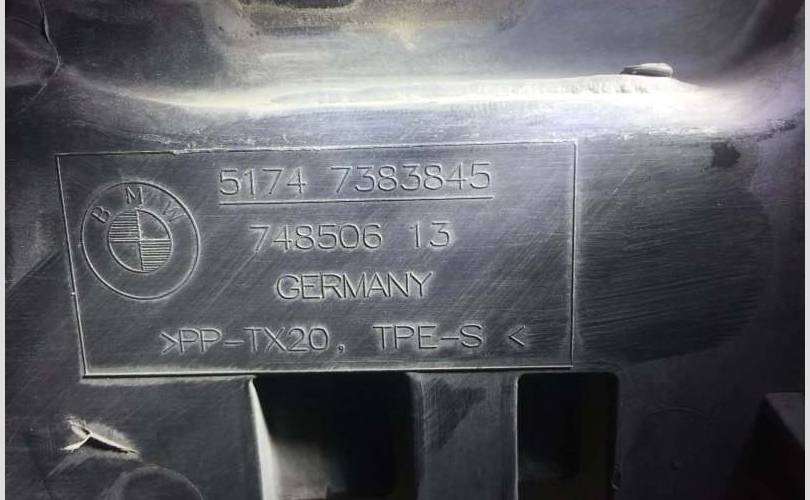 BMW
5174 7383845
748506 13
GERMANY
>PP-TX20, TPE-S <